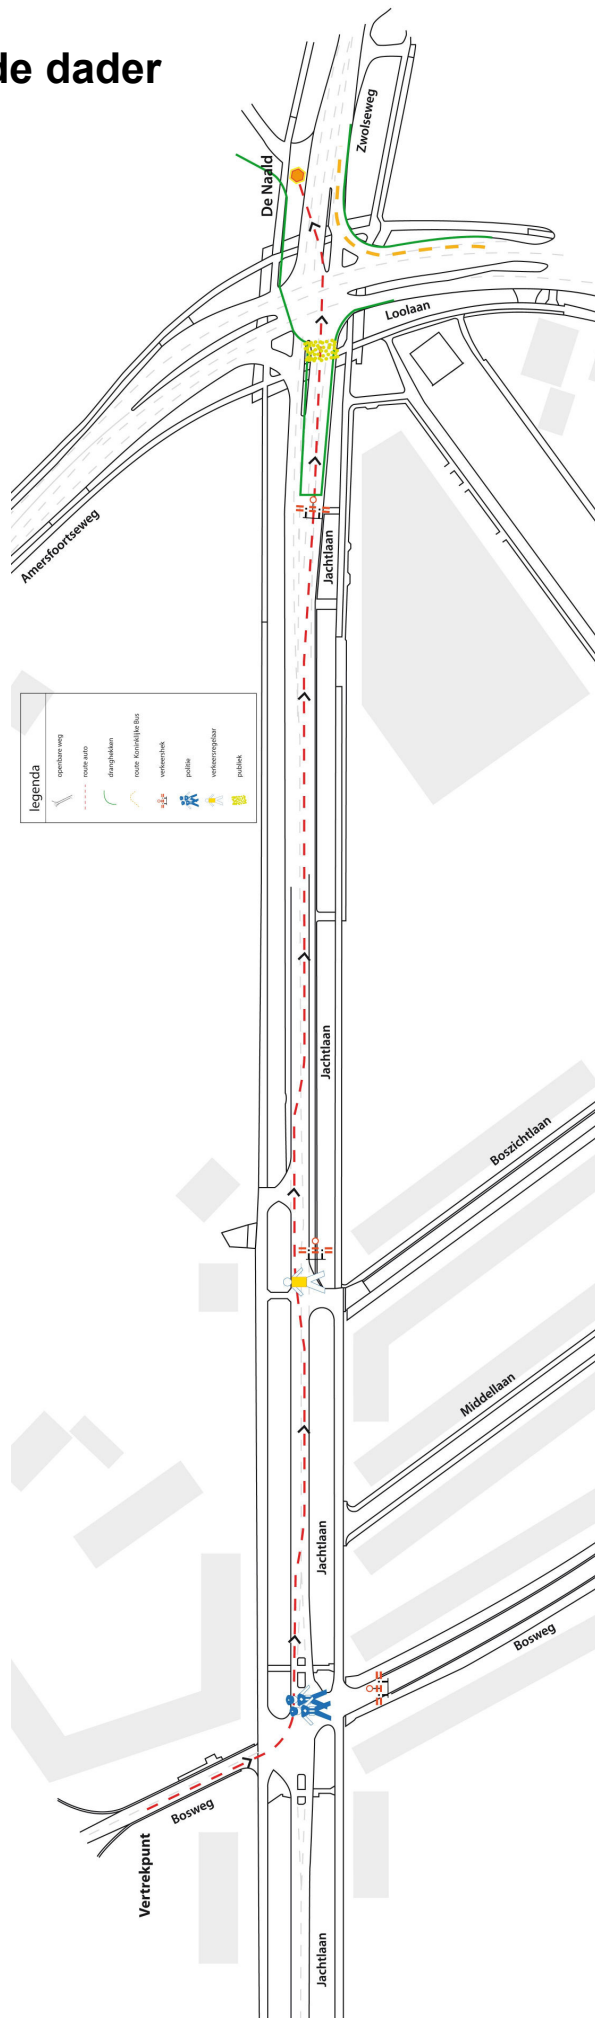 de dader
Zwolseweg
De Naald
Loolaan
Amersfoortseweg
Jachtlaan
legenda
openbare weg
route auto
dranghekken
route Koninklijke Bus
verkeershek
politie
verkeersregelaar
publiek
Jachtlaan
Boszichtlaan
Middellaan
Jachtlaan
Bosweg
Bosweg
Vertrekpunt
Jachtlaan